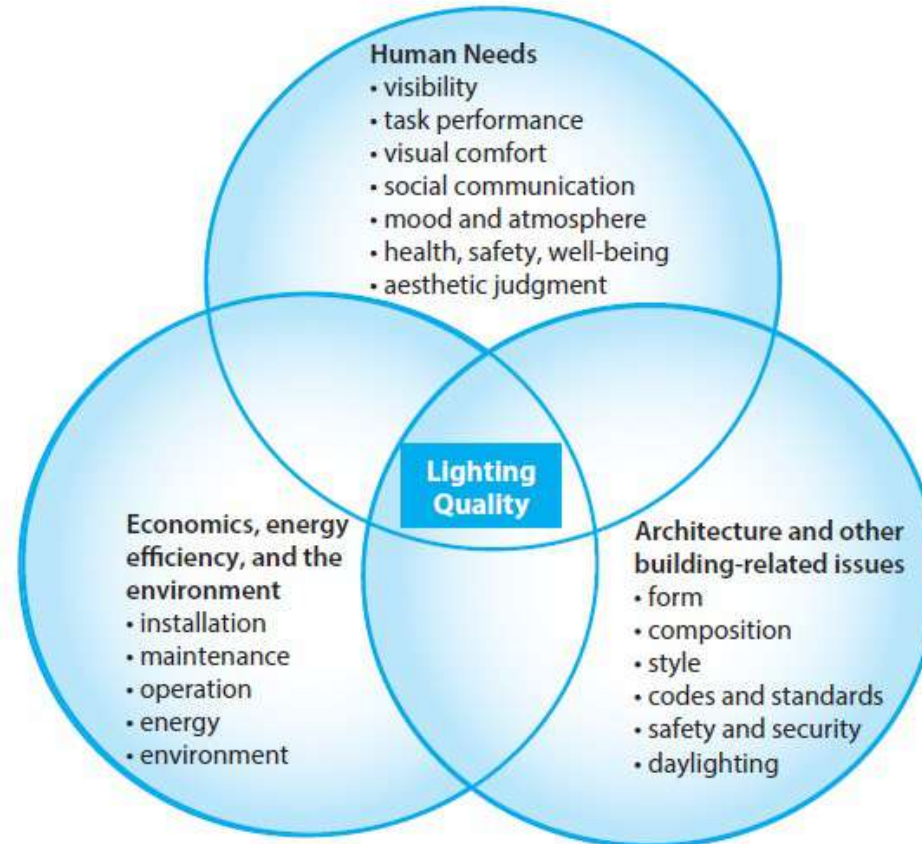 Human Needs
• visibility
• task performance
• visual comfort
• social communication
• mood and atmosphere
• health, safety, well-being
• aesthetic judgment
Lighting
Quality
Economics, energy
efficiency, and the
environment
• installation
• maintenance
• operation
• energy
• environment
Architecture and other
building-related issues
• form
• composition
• style
• codes and standards
• safety and security
• daylighting